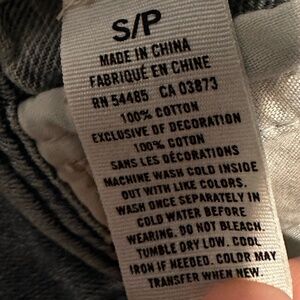 S/P
MADE IN CHINA
FABRIQUÉ EN CHINE
RN 54485 CA 03873
100% COTTON
EXCLUSIVE OF DECORATION
100% COTON
SANS LES DÉCORATIONS
MACHINE WASH COLD INSIDE
OUT WITH LIKE COLORS.
WASH ONCE SEPARATELY IN
COLD WATER BEFORE
WEARING. DO NOT BLEACH.
TUMBLE DRY LOW. COOL
IRON IF NEEDED. COLOR MAY
TRANSFER WHEN NEW.